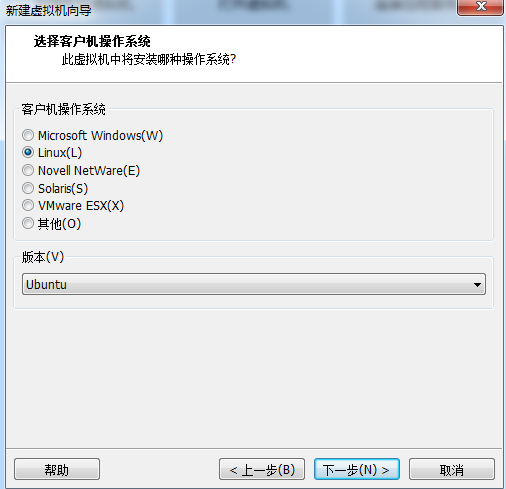 新建虚拟机向导
选择客户机操作系统
此虚拟机中将安装哪种操作系统?
客户机操作系统
Microsoft Windows(W)
Linux(L)
Novell NetWare(E)
Solaris(S)
VMware ESX(X)
其他(O)
版本(V)
Ubuntu
帮助
< 上一步(B)
下一步(N) >
取消